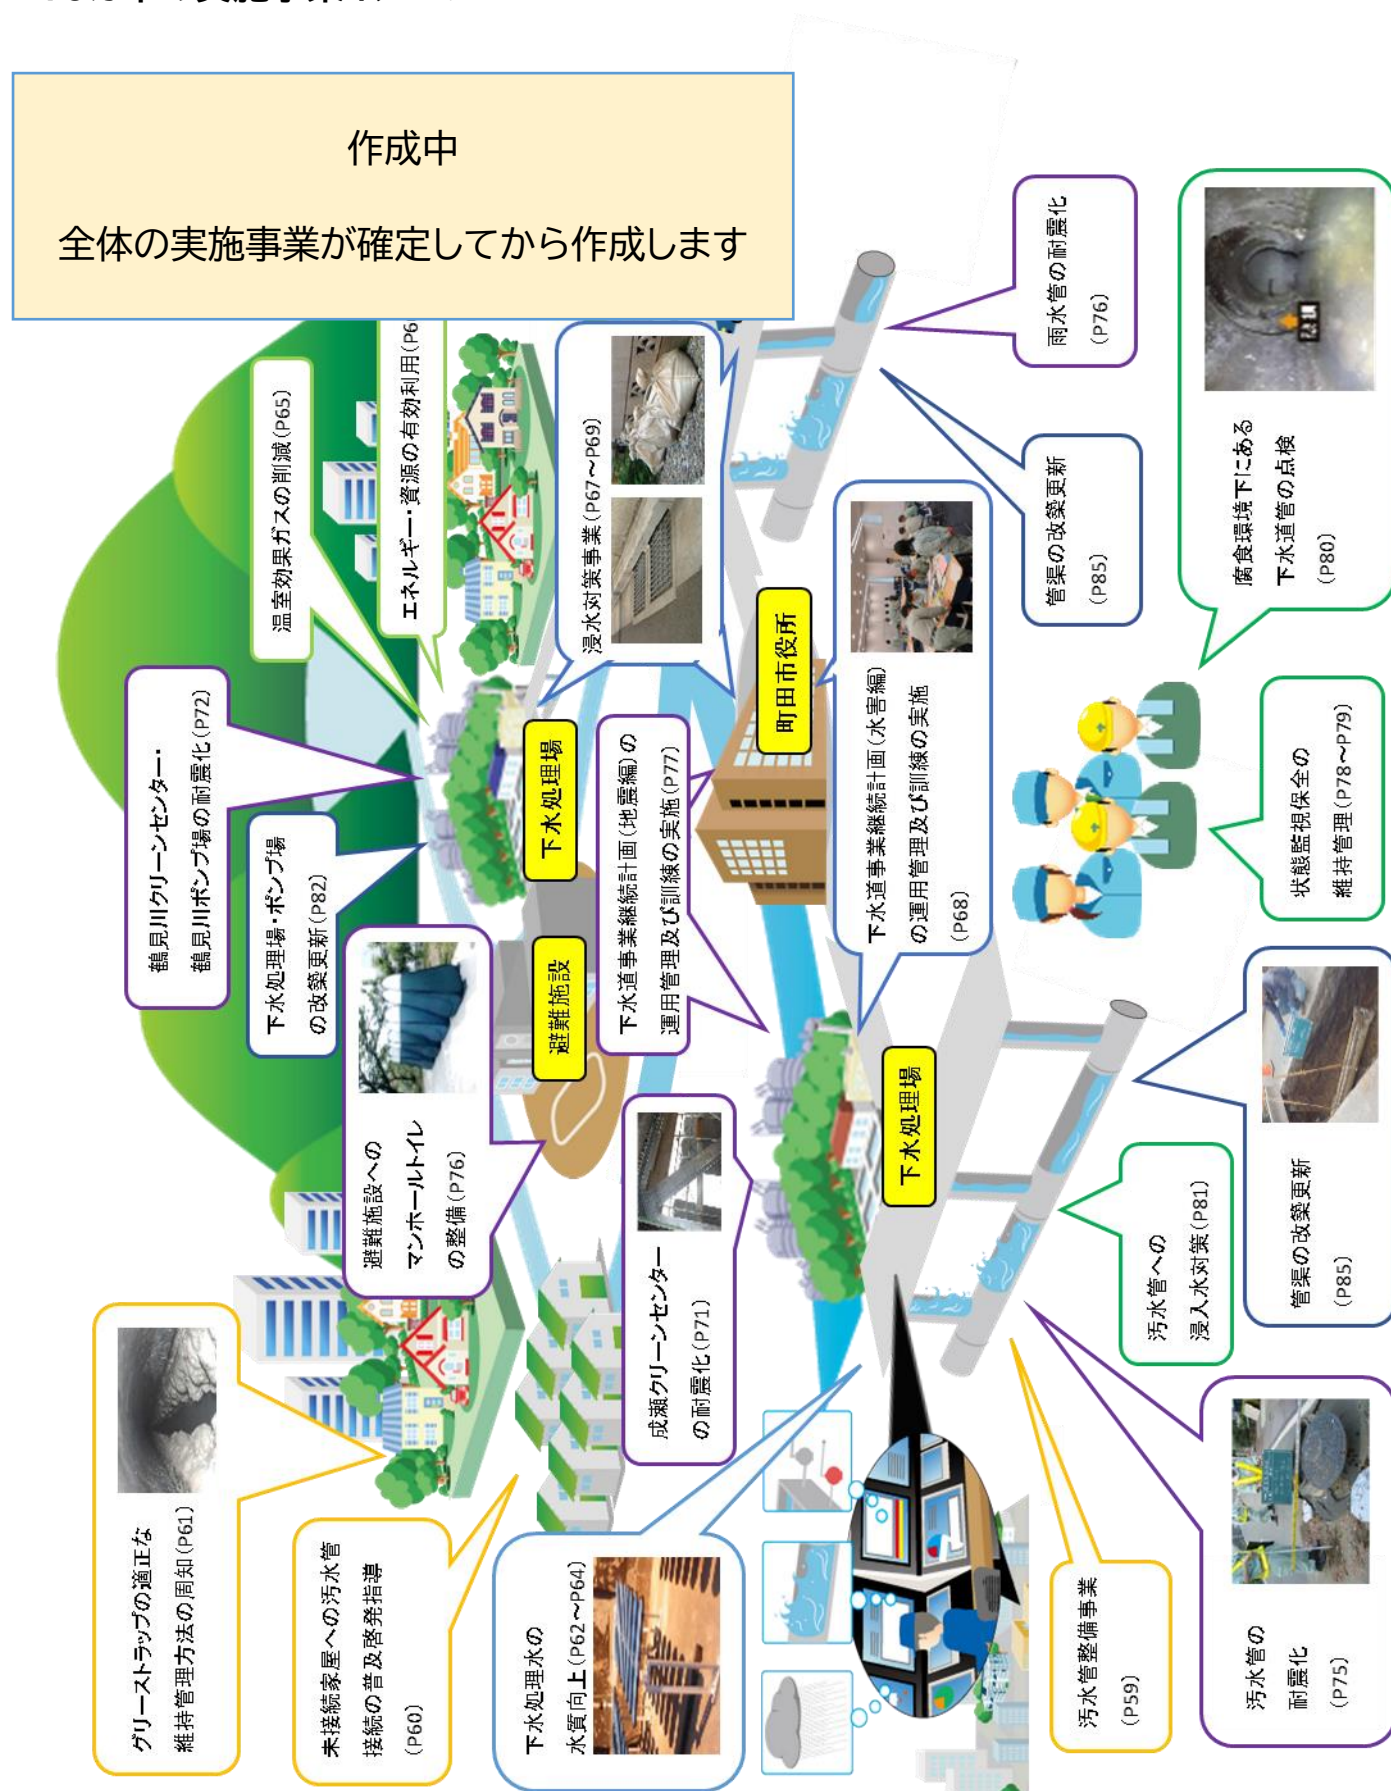 作成中
全体の実施事業が確定してから作成します
グリーストラップの適正な
維持管理方法の周知(P61)
未接続家屋への汚水管
接続の普及啓発指導
(P60)
下水処理水の
水質向上(P62～P64)
汚水管整備事業
(P59)
汚水管の
耐震化
(P75)
避難施設への
マンホールトイレ
の整備(P76)
成瀬クリーンセンター
の耐震化(P71)
汚水管への
浸入水対策(P81)
管渠の改築更新
(P85)
鶴見川クリーンセンター・
鶴見川ポンプ場の耐震化(P72)
下水処理場・ポンプ場
の改築更新(P82)
避難施設
下水処理場
下水道事業継続計画(地震編)の
運用管理及び訓練の実施(P77)
下水処理場
町田市役所
下水道事業継続計画(水害編)
の運用管理及び訓練の実施
(P68)
状態監視保全の
維持管理(P78～P79)
温室効果ガスの削減(P65)
エネルギー・資源の有効利用(P6
浸水対策事業(P67～P69)
管渠の改築更新
(P85)
雨水管の耐震化
(P76)
腐食環境下にある
下水道管の点検
(P80)